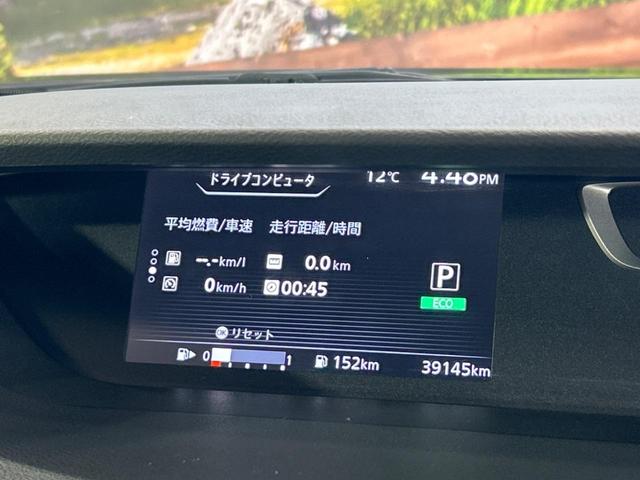 ドライブコンピュータ 12℃ 4:48PM
平均燃費/車速 走行距離/時間
--.-km/l 0.0km
P
0km/h 00:45
ECO
OK リセット
0 1 152km 39145km